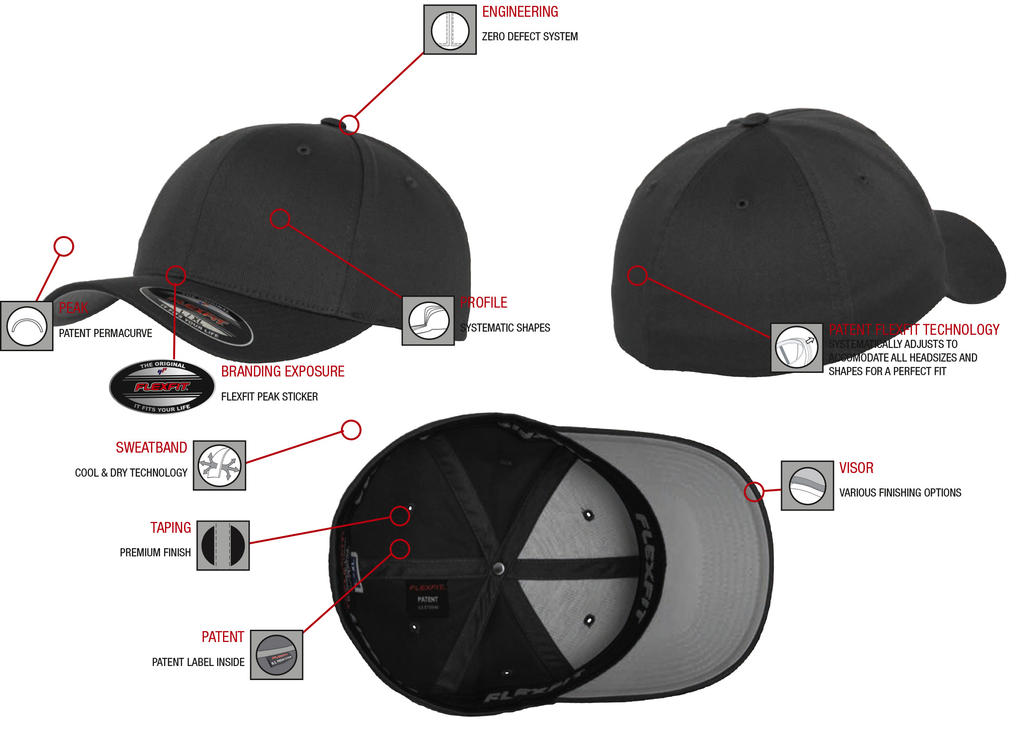 ENGINEERING
ZERO DEFECT SYSTEM
PEAK
PATENT PERMACURVE
PROFILE
SYSTEMATIC SHAPES
PATENT FLEXFIT TECHNOLOGY
SYSTEMATICALLY ADJUSTS TO
ACCOMODATE ALL HEADSIZES AND
SHAPES FOR A PERFECT FIT
THE ORIGINAL
FLEXFIT
IT FITS YOUR LIFE
BRANDING EXPOSURE
FLEXFIT PEAK STICKER
SWEATBAND
COOL & DRY TECHNOLOGY
VISOR
VARIOUS FINISHING OPTIONS
TAPING
PREMIUM FINISH
FLEXFIT
FLEXFIT.
PATENT
PATENT
PATENT LABEL INSIDE
FLEXFIT